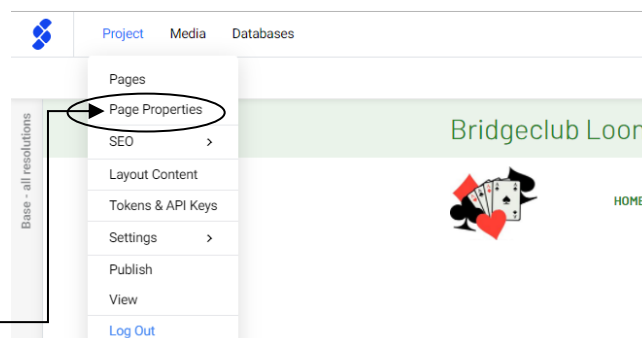 Project Media Databases
Pages
Page Properties
SEO
Layout Content
Tokens & API Keys
Settings
Publish
View
Log Out
Base - all resolutions
Bridgeclub Loon
HOME